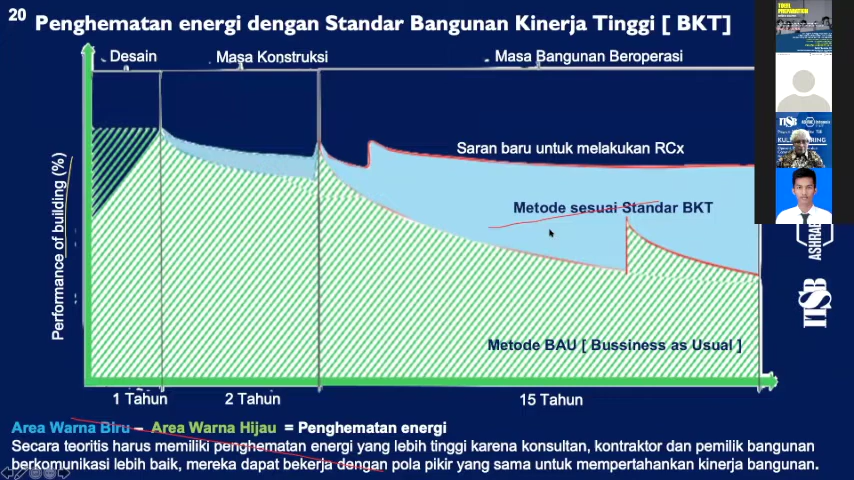 20
Penghematan energi dengan Standar Bangunan Kinerja Tinggi [ BKT]
Desain
Masa Konstruksi
Masa Bangunan Beroperasi
Saran baru untuk melakukan RCx
Metode sesuai Standar BKT
Metode BAU [ Bussiness as Usual ]
Performance of building (%)
1 Tahun
2 Tahun
15 Tahun
Area Warna Biru – Area Warna Hijau = Penghematan energi
Secara teoritis harus memiliki penghematan energi yang lebih tinggi karena konsultan, kontraktor dan pemilik bangunan
berkomunikasi lebih baik, mereka dapat bekerja dengan pola pikir yang sama untuk mempertahankan kinerja bangunan.
TOEFL
PREPARATION
ITSB
ITSB